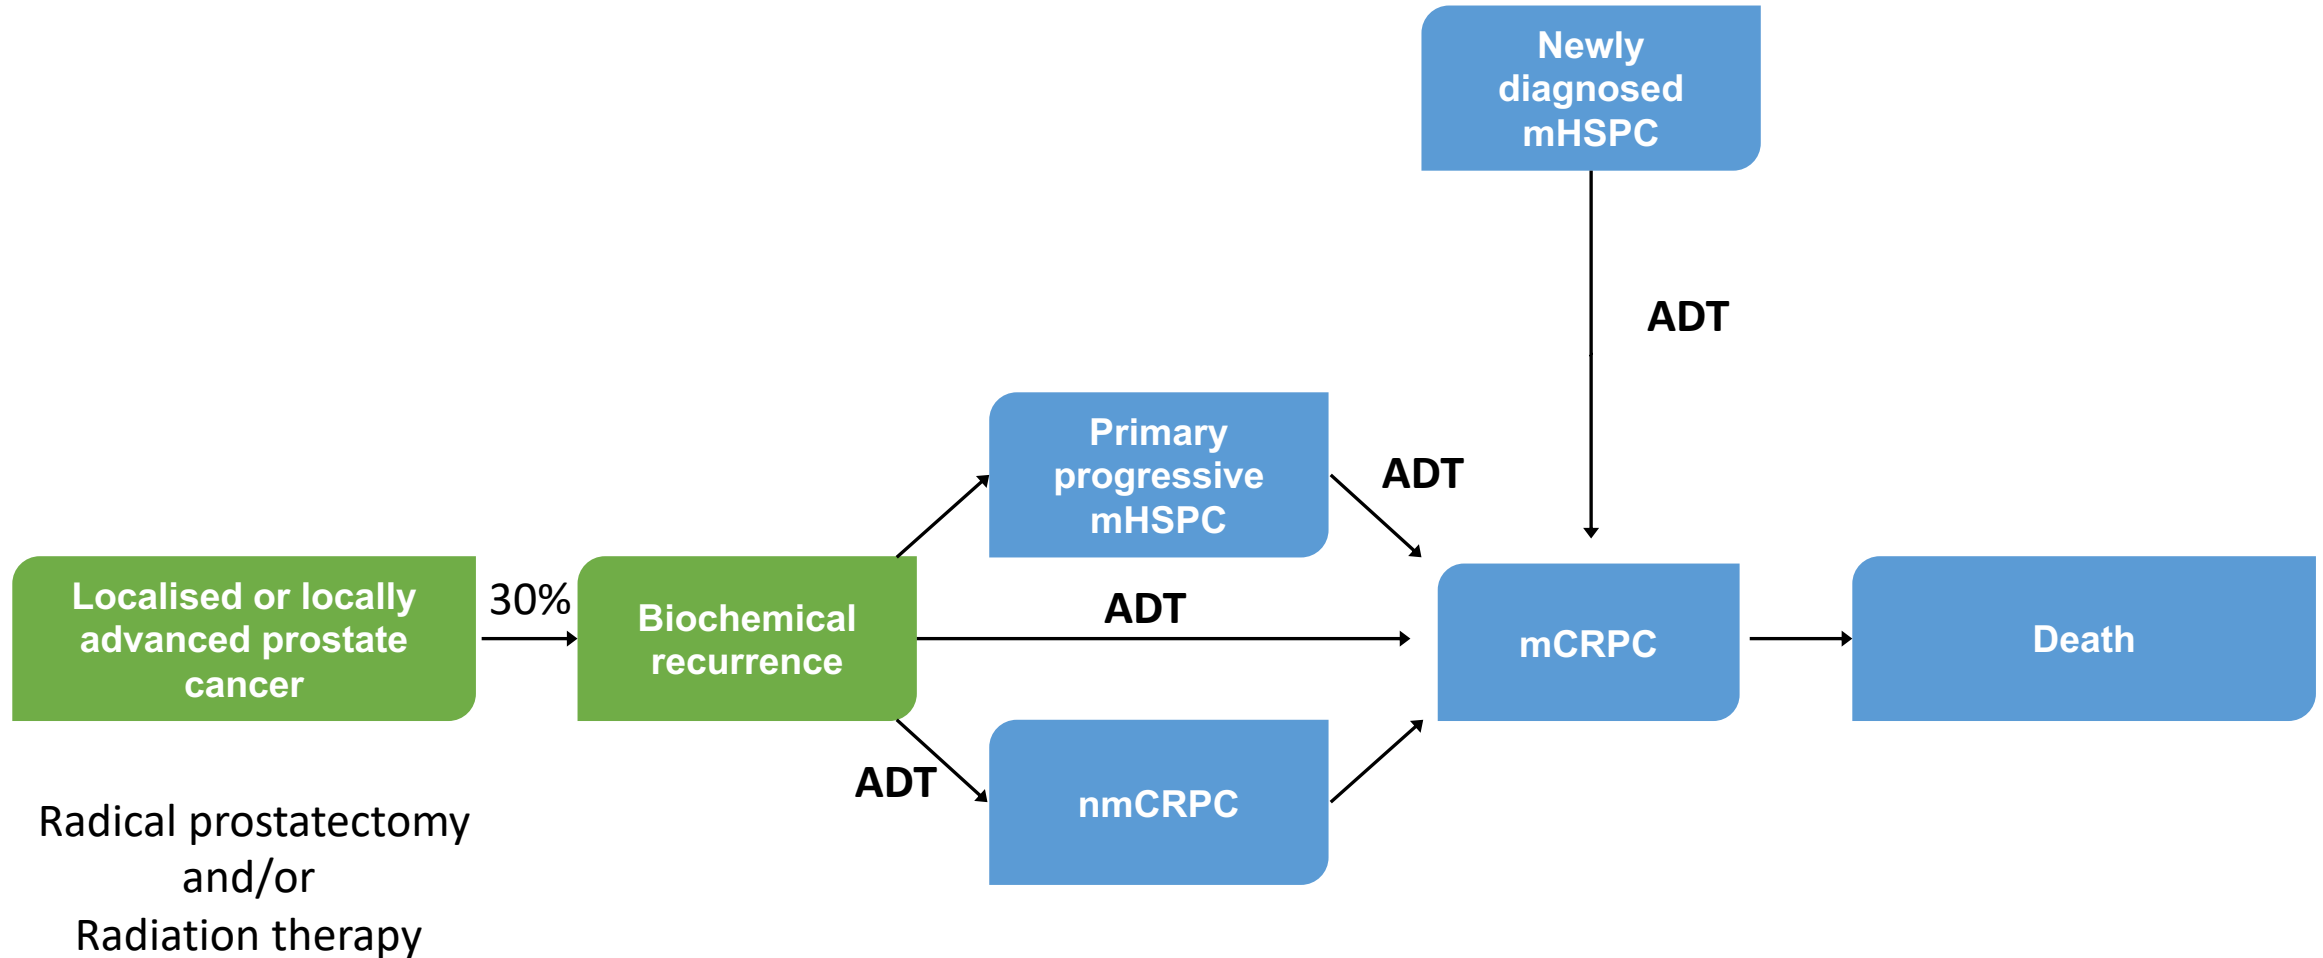 Newly
diagnosed
mHSPC
ADT
Primary
progressive
mHSPC
ADT
Localised or locally
advanced prostate
cancer
30%
Biochemical
recurrence
ADT
mCRPC
Death
ADT
nmCRPC
Radical prostatectomy
and/or
Radiation therapy